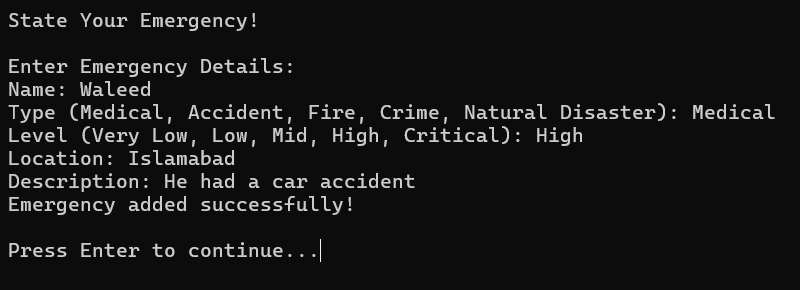 State Your Emergency!
Enter Emergency Details:
Name: Waleed
Type (Medical, Accident, Fire, Crime, Natural Disaster): Medical
Level (Very Low, Low, Mid, High, Critical): High
Location: Islamabad
Description: He had a car accident
Emergency added successfully!
Press Enter to continue...